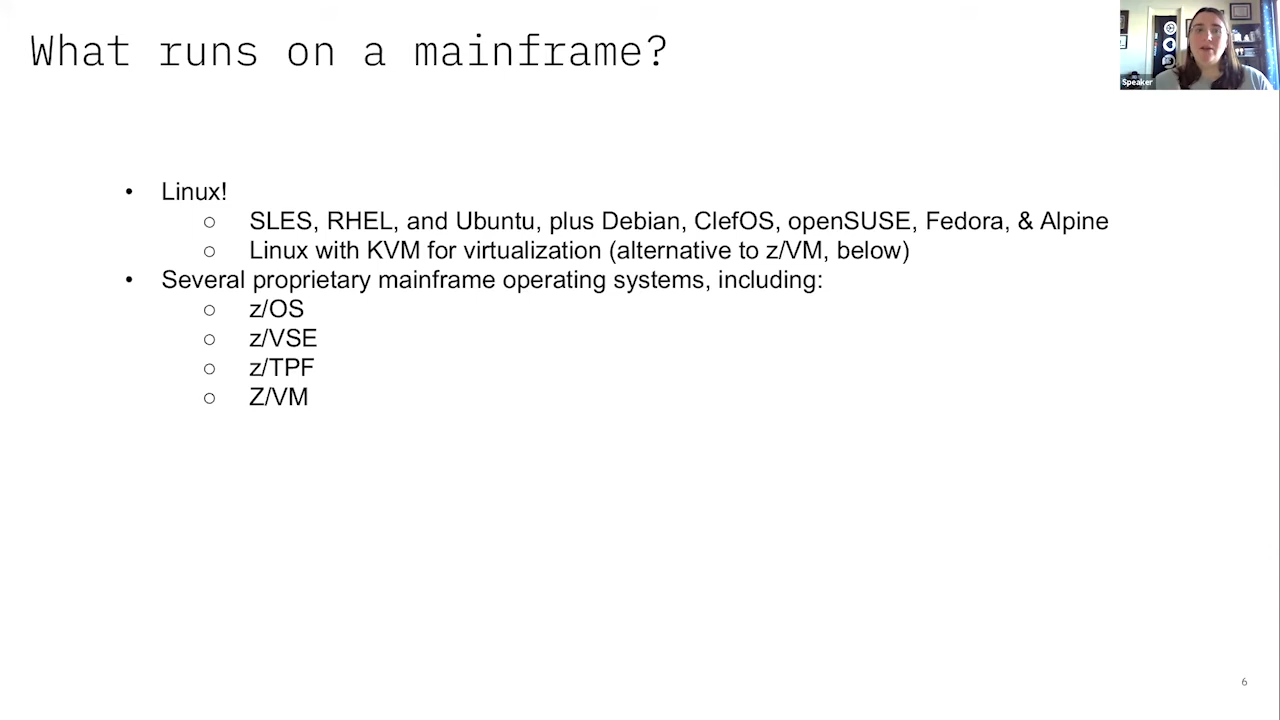 What runs on a mainframe?
Speaker
• Linux!
○ SLES, RHEL, and Ubuntu, plus Debian, ClefOS, openSUSE, Fedora, & Alpine
○ Linux with KVM for virtualization (alternative to z/VM, below)
• Several proprietary mainframe operating systems, including:
○ z/OS
○ z/VSE
○ z/TPF
○ Z/VM
6